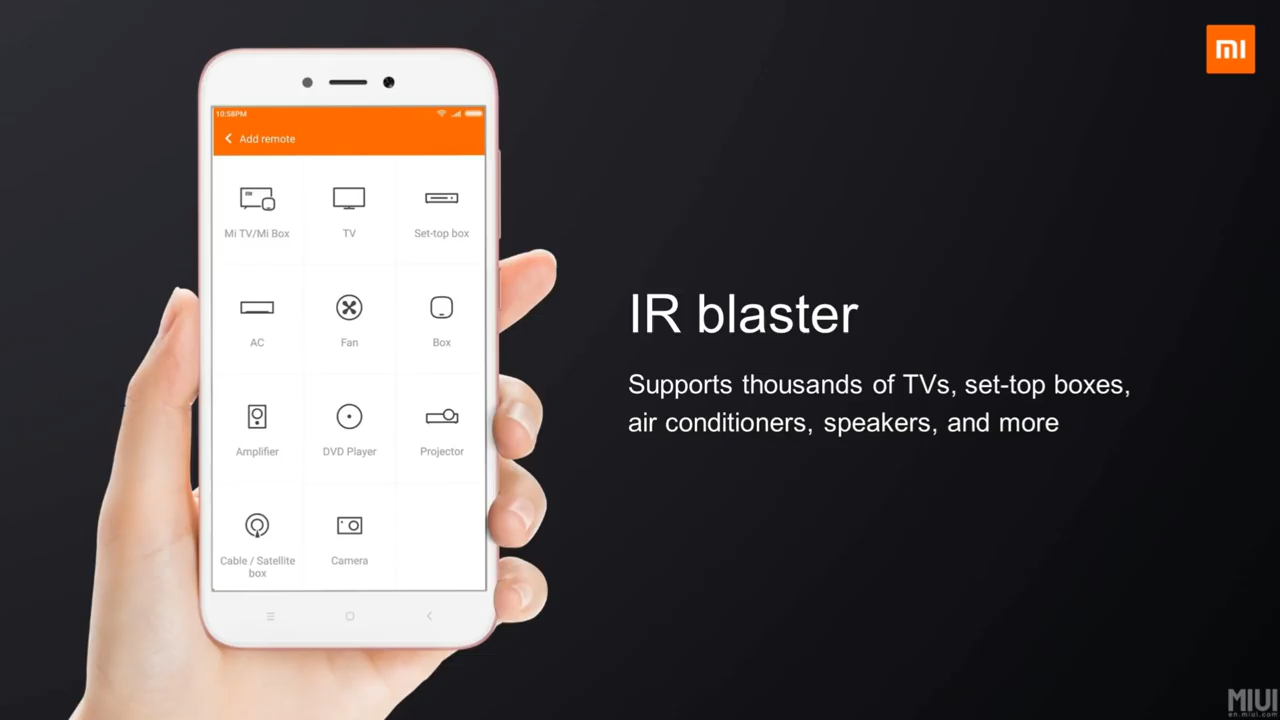 mi
10:58PM
Add remote
Mi TV/Mi Box
TV
Set-top box
AC
Fan
Box
Amplifier
DVD Player
Projector
Cable / Satellite
box
Camera
IR blaster
Supports thousands of TVs, set-top boxes,
air conditioners, speakers, and more
MIUI
en.miui.com